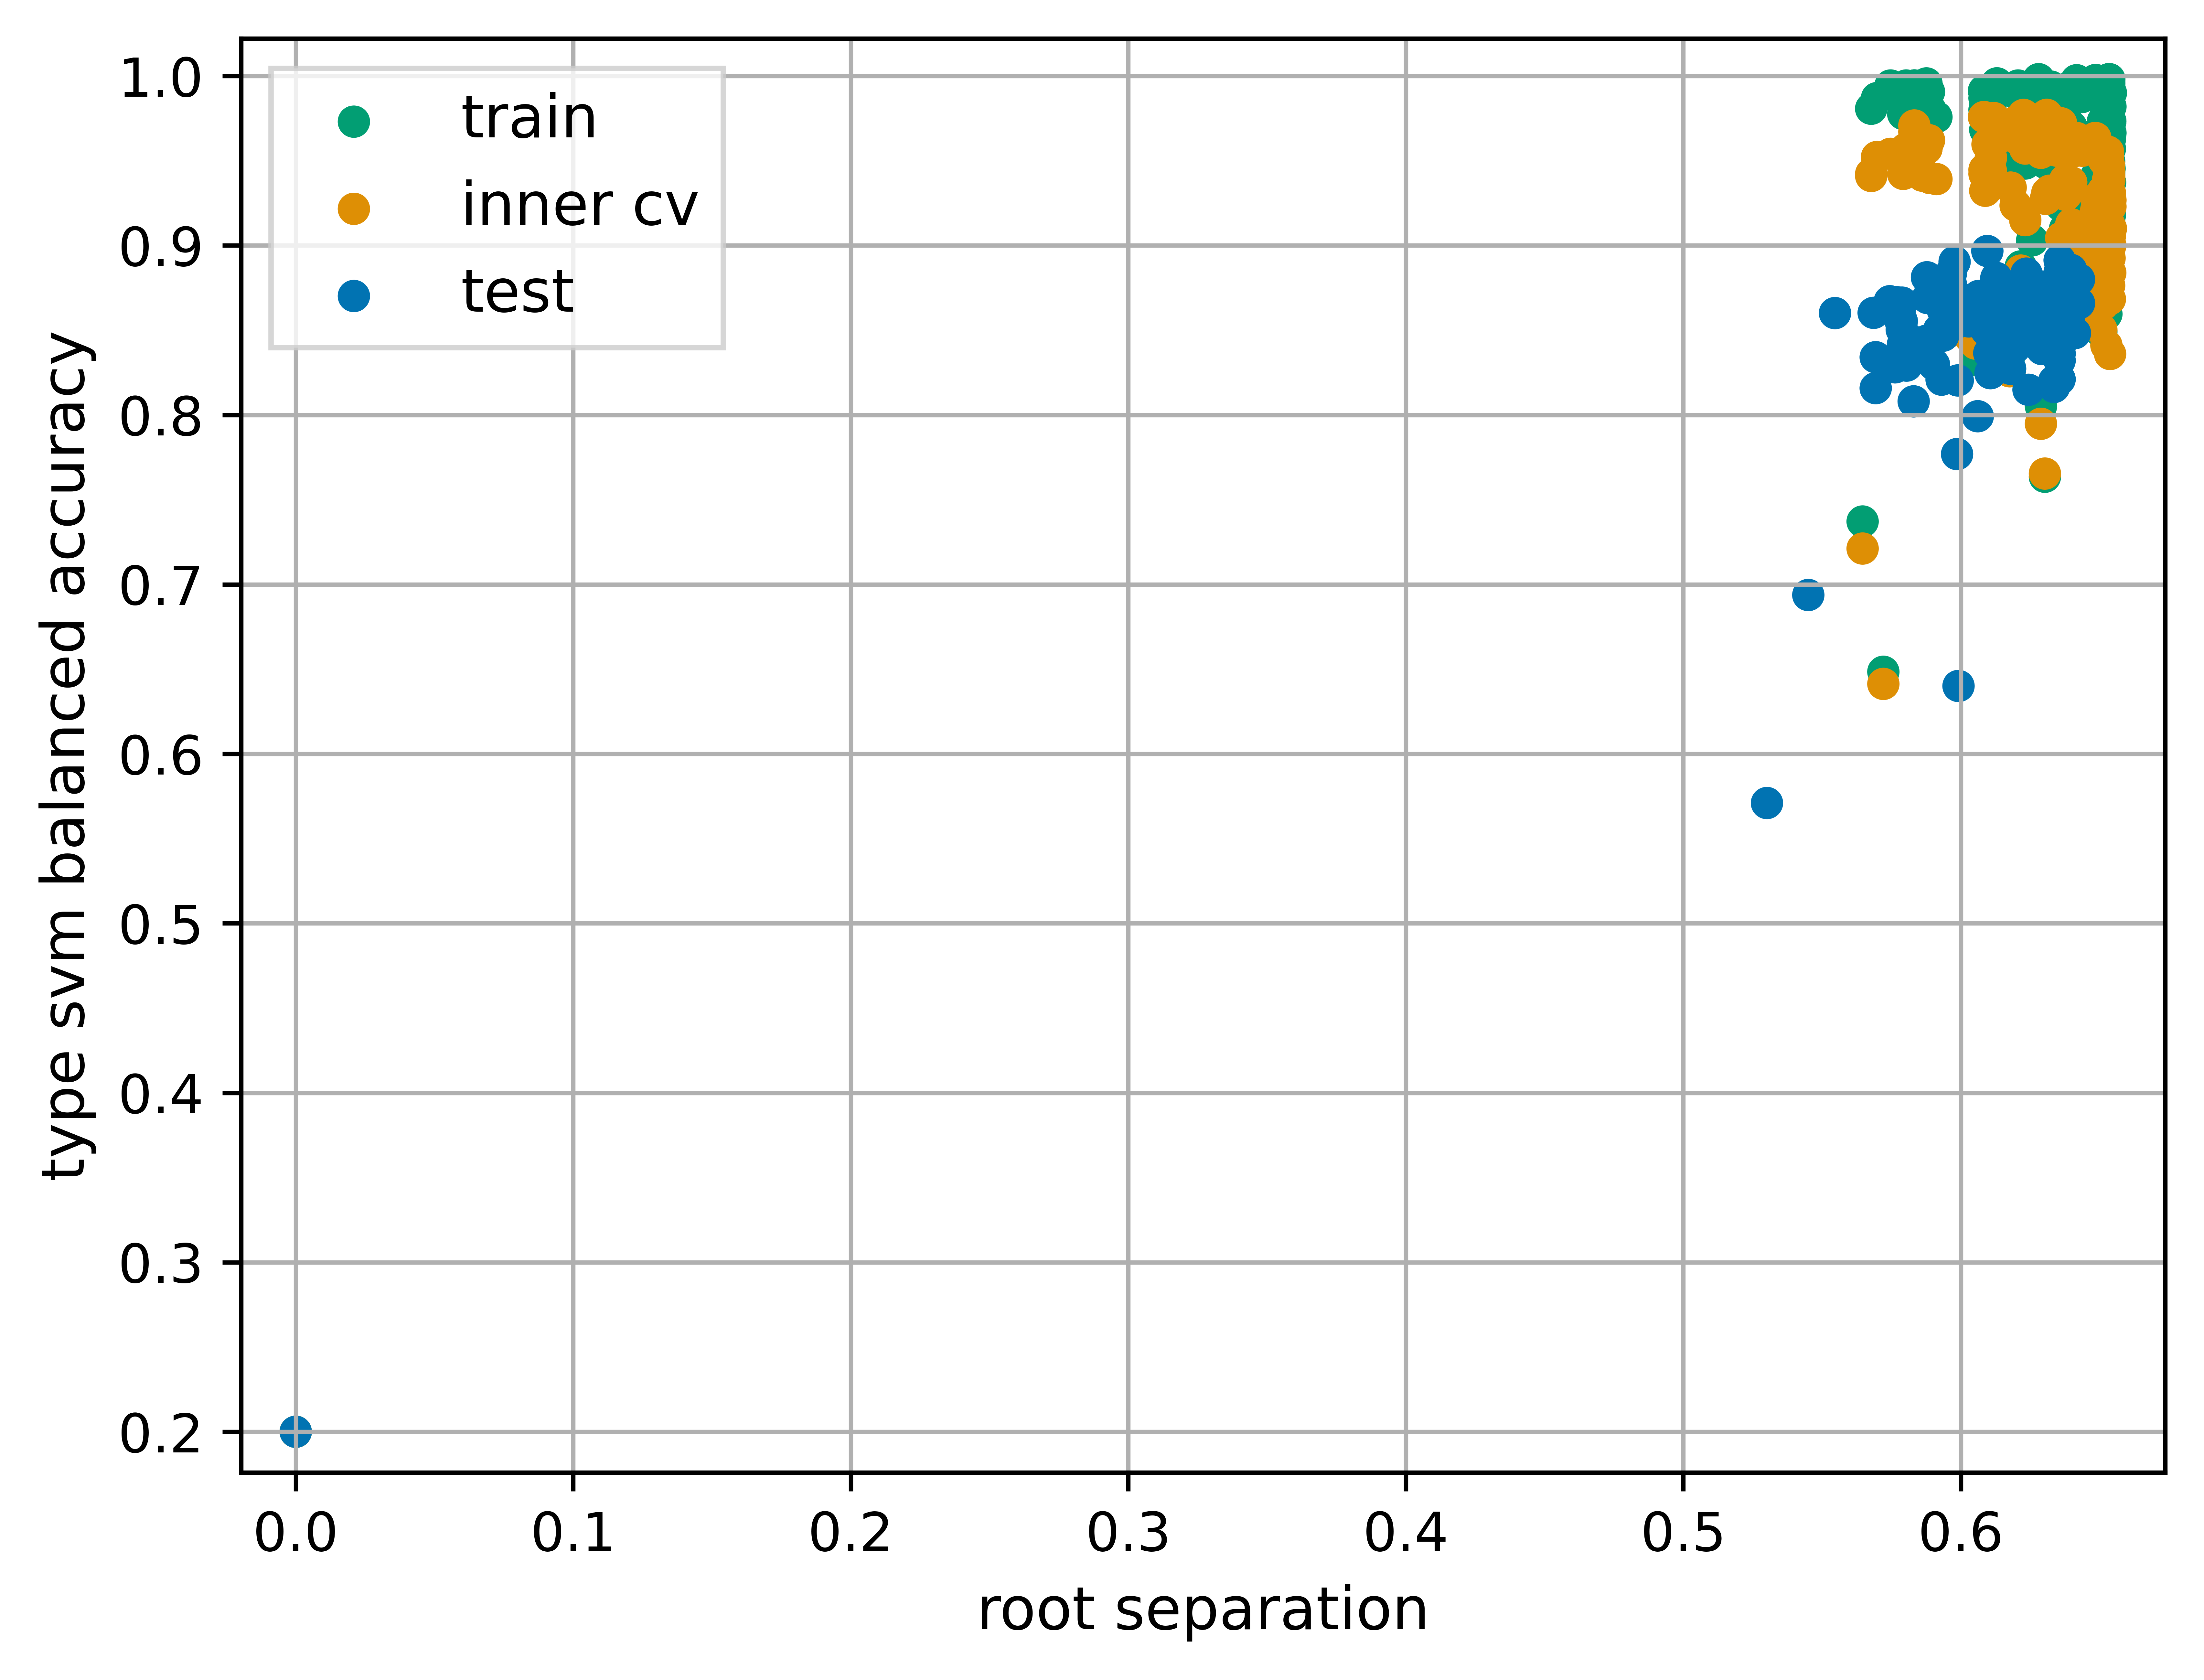 train
inner cv
test
type svm balanced accuracy
1.0
0.9
0.8
0.7
0.6
0.5
0.4
0.3
0.2
0.0 0.1 0.2 0.3 0.4 0.5 0.6
root separation